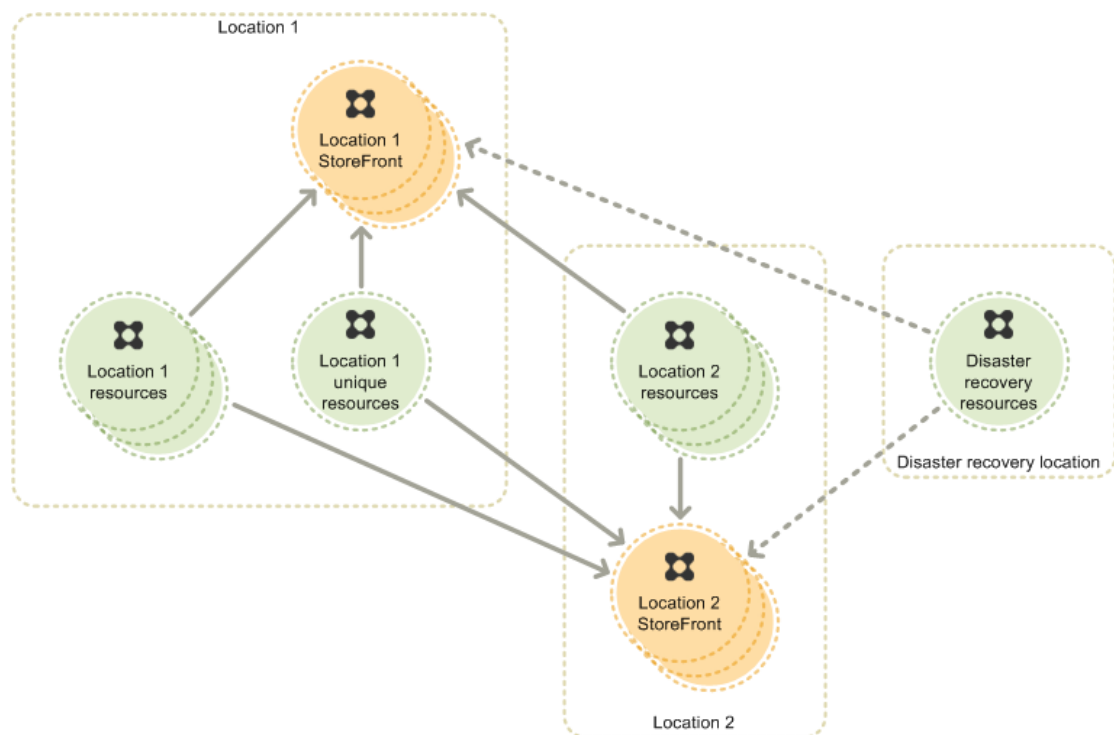 Location 1
Location 1
StoreFront
Location 1
resources
Location 1
unique
resources
Location 2
resources
Disaster
recovery
resources
Disaster recovery location
Location 2
StoreFront
Location 2